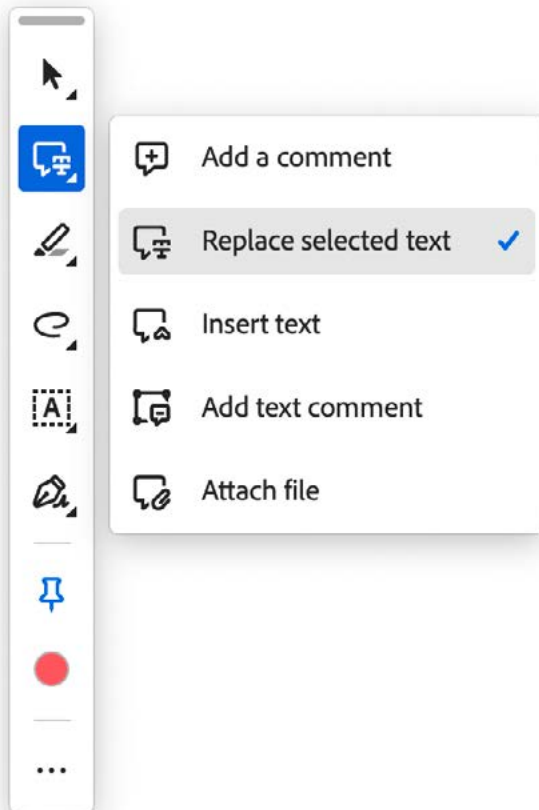 Add a comment
Replace selected text
Insert text
A
Add text comment
Attach file